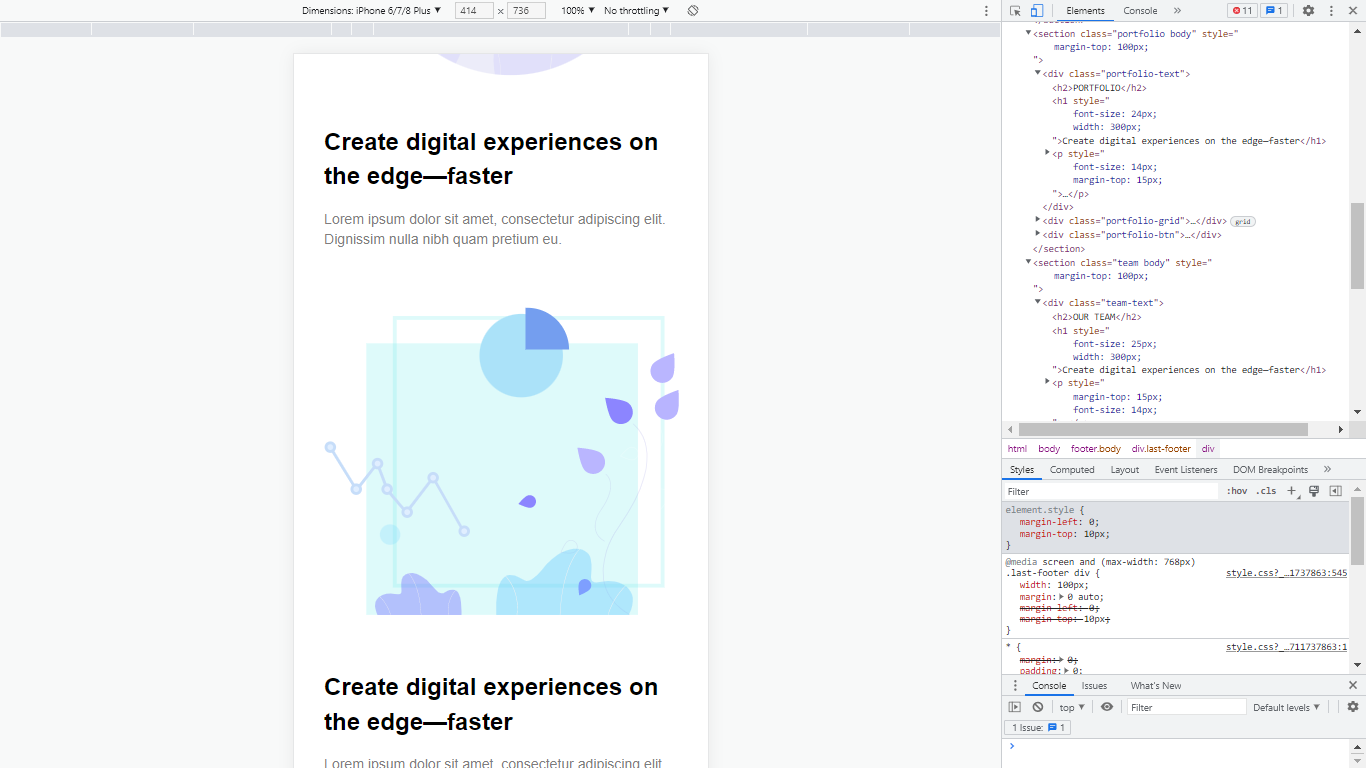 Dimensions: iPhone 6/7/8 Plus ▼ 414 × 736 100% ▼ No throttling ▼
Create digital experiences on
the edge—faster
Lorem ipsum dolor sit amet, consectetur adipiscing elit.
Dignissim nulla nibh quam pretium eu.
Create digital experiences on
the edge—faster
Lorem ipsum dolor sit amet, consectetur adipiscing elit.
Elements Console » 11 1
<section class="portfolio body" style="
margin-top: 100px;
">
<div class="portfolio-text">
<h2>PORTFOLIO</h2>
<h1 style="
font-size: 24px;
width: 300px;
">Create digital experiences on the edge—faster</h1>
<p style="
font-size: 14px;
margin-top: 15px;
">…</p>
</div>
<div class="portfolio-grid">…</div> grid
<div class="portfolio-btn">…</div>
</section>
<section class="team body" style="
margin-top: 100px;
">
<div class="team-text">
<h2>OUR TEAM</h2>
<h1 style="
font-size: 25px;
width: 300px;
">Create digital experiences on the edge—faster</h1>
<p style="
margin-top: 15px;
font-size: 14px;
html body footer.body div.last-footer div
Styles Computed Layout Event Listeners DOM Breakpoints »
Filter :hov .cls +
element.style {
margin-left: 0;
margin-top: 10px;
}
@media screen and (max-width: 768px)
.last-footer div { style.css?_…1737863:545
width: 100px;
margin: 0 auto;
margin-left: 0;
margin-top: 10px;
}
* { style.css?_…711737863:1
margin: 0;
padding: 0;
Console Issues What's New
top ▼ Filter Default levels ▼
1 Issue: 1
>